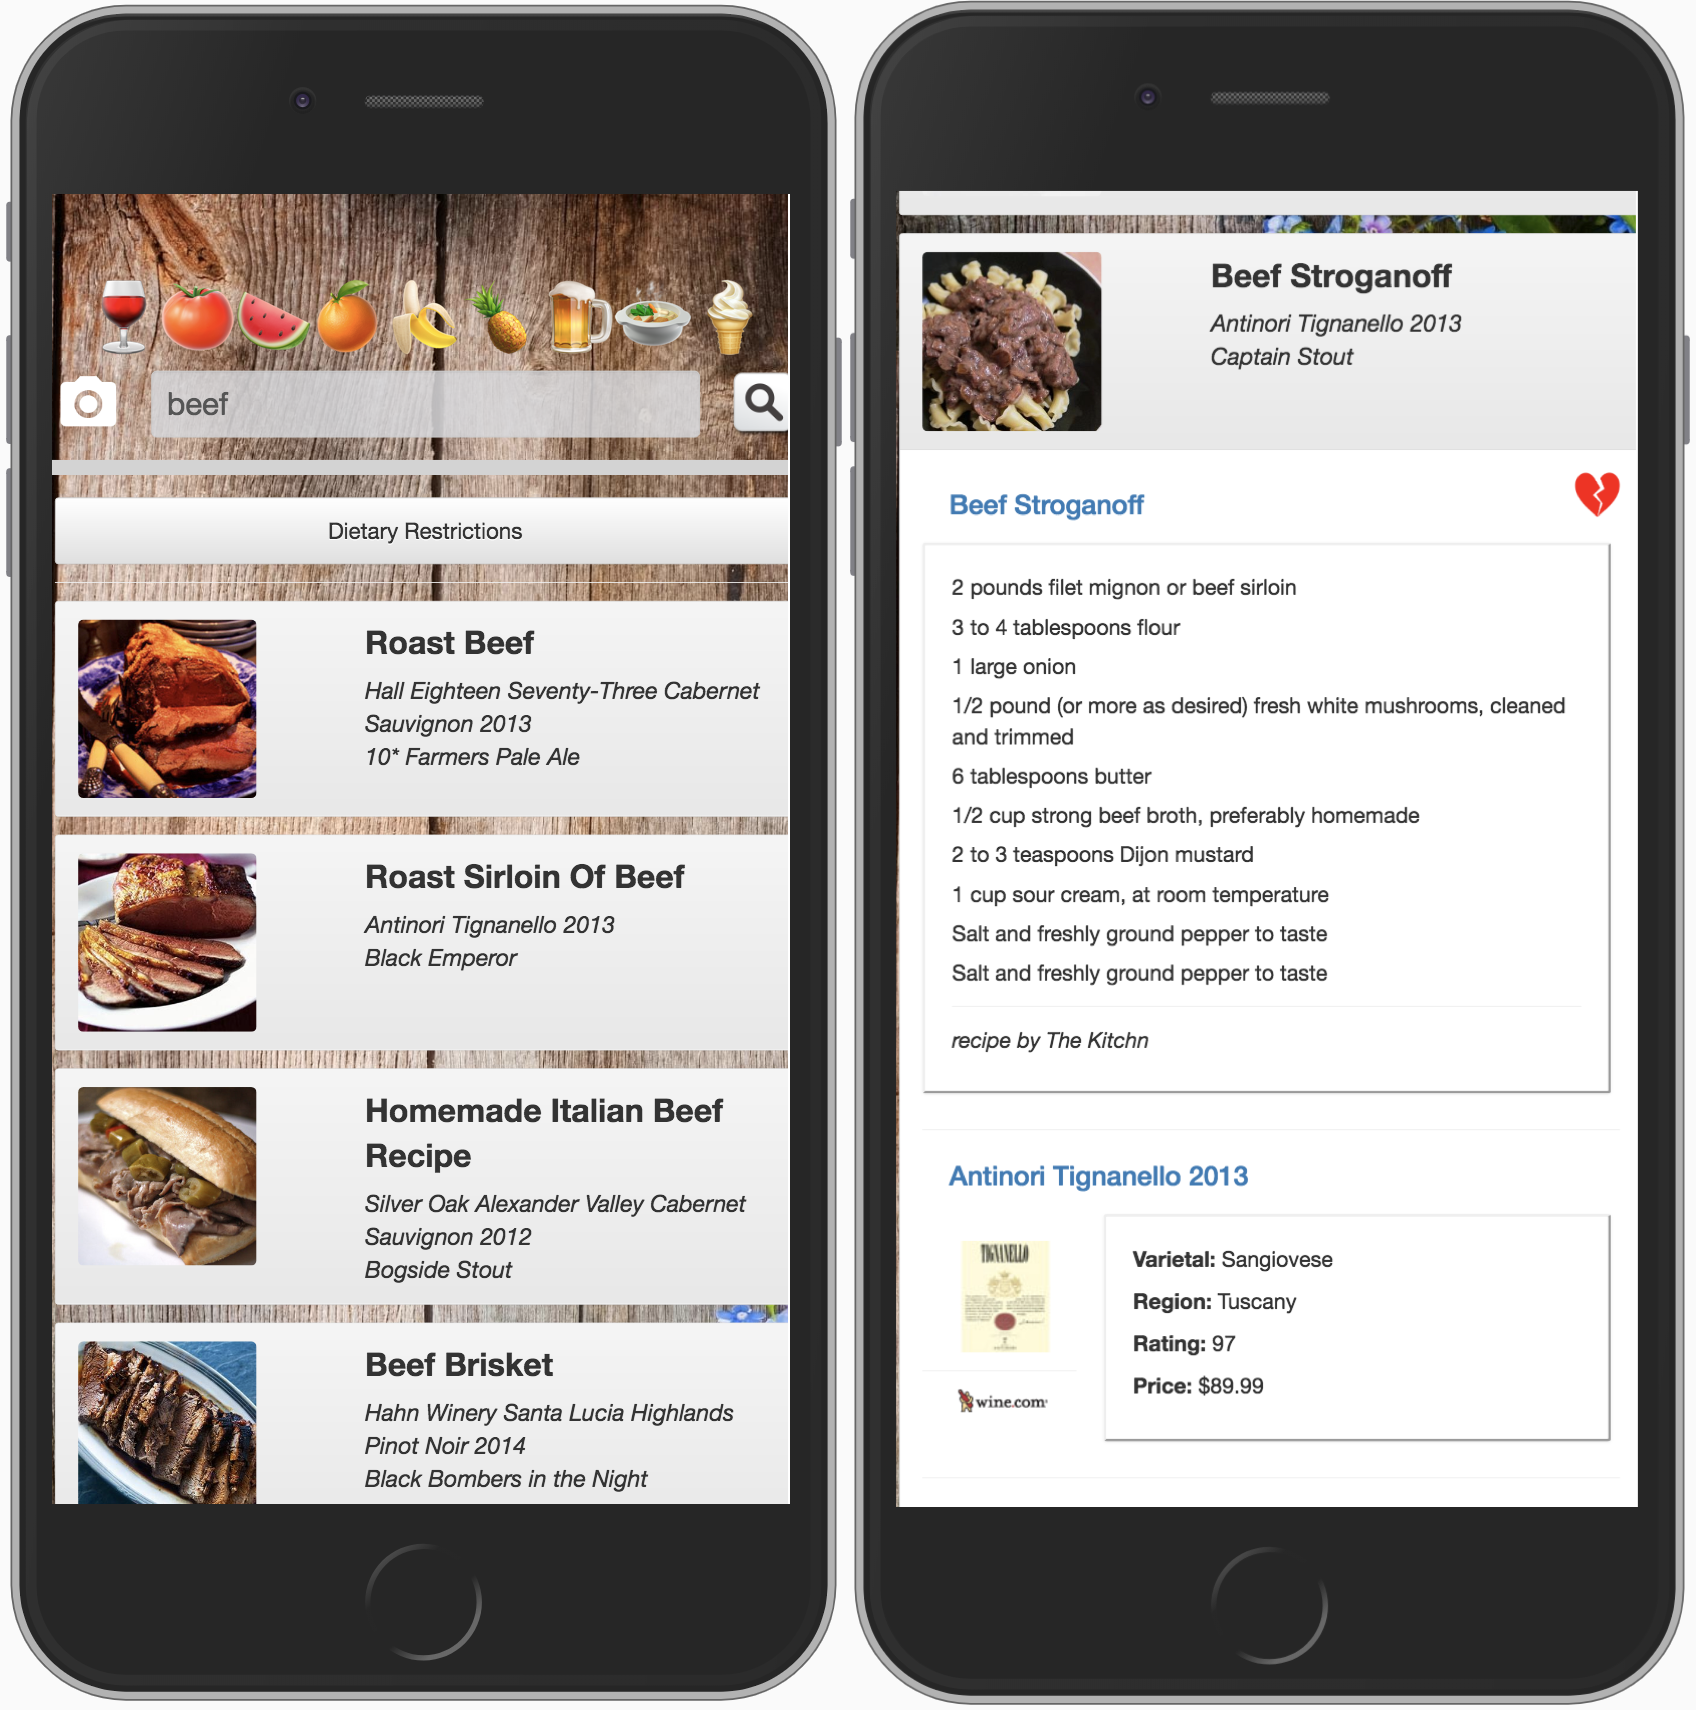 beef
Dietary Restrictions
Roast Beef
Hall Eighteen Seventy-Three Cabernet
Sauvignon 2013
10* Farmers Pale Ale
Roast Sirloin Of Beef
Antinori Tignanello 2013
Black Emperor
Homemade Italian Beef
Recipe
Silver Oak Alexander Valley Cabernet
Sauvignon 2012
Bogside Stout
Beef Brisket
Hahn Winery Santa Lucia Highlands
Pinot Noir 2014
Black Bombers in the Night
Beef Stroganoff
Antinori Tignanello 2013
Captain Stout
Beef Stroganoff
2 pounds filet mignon or beef sirloin
3 to 4 tablespoons flour
1 large onion
1/2 pound (or more as desired) fresh white mushrooms, cleaned
and trimmed
6 tablespoons butter
1/2 cup strong beef broth, preferably homemade
2 to 3 teaspoons Dijon mustard
1 cup sour cream, at room temperature
Salt and freshly ground pepper to taste
Salt and freshly ground pepper to taste
recipe by The Kitchn
Antinori Tignanello 2013
TIGNANELLO
wine.com
Varietal: Sangiovese
Region: Tuscany
Rating: 97
Price: $89.99